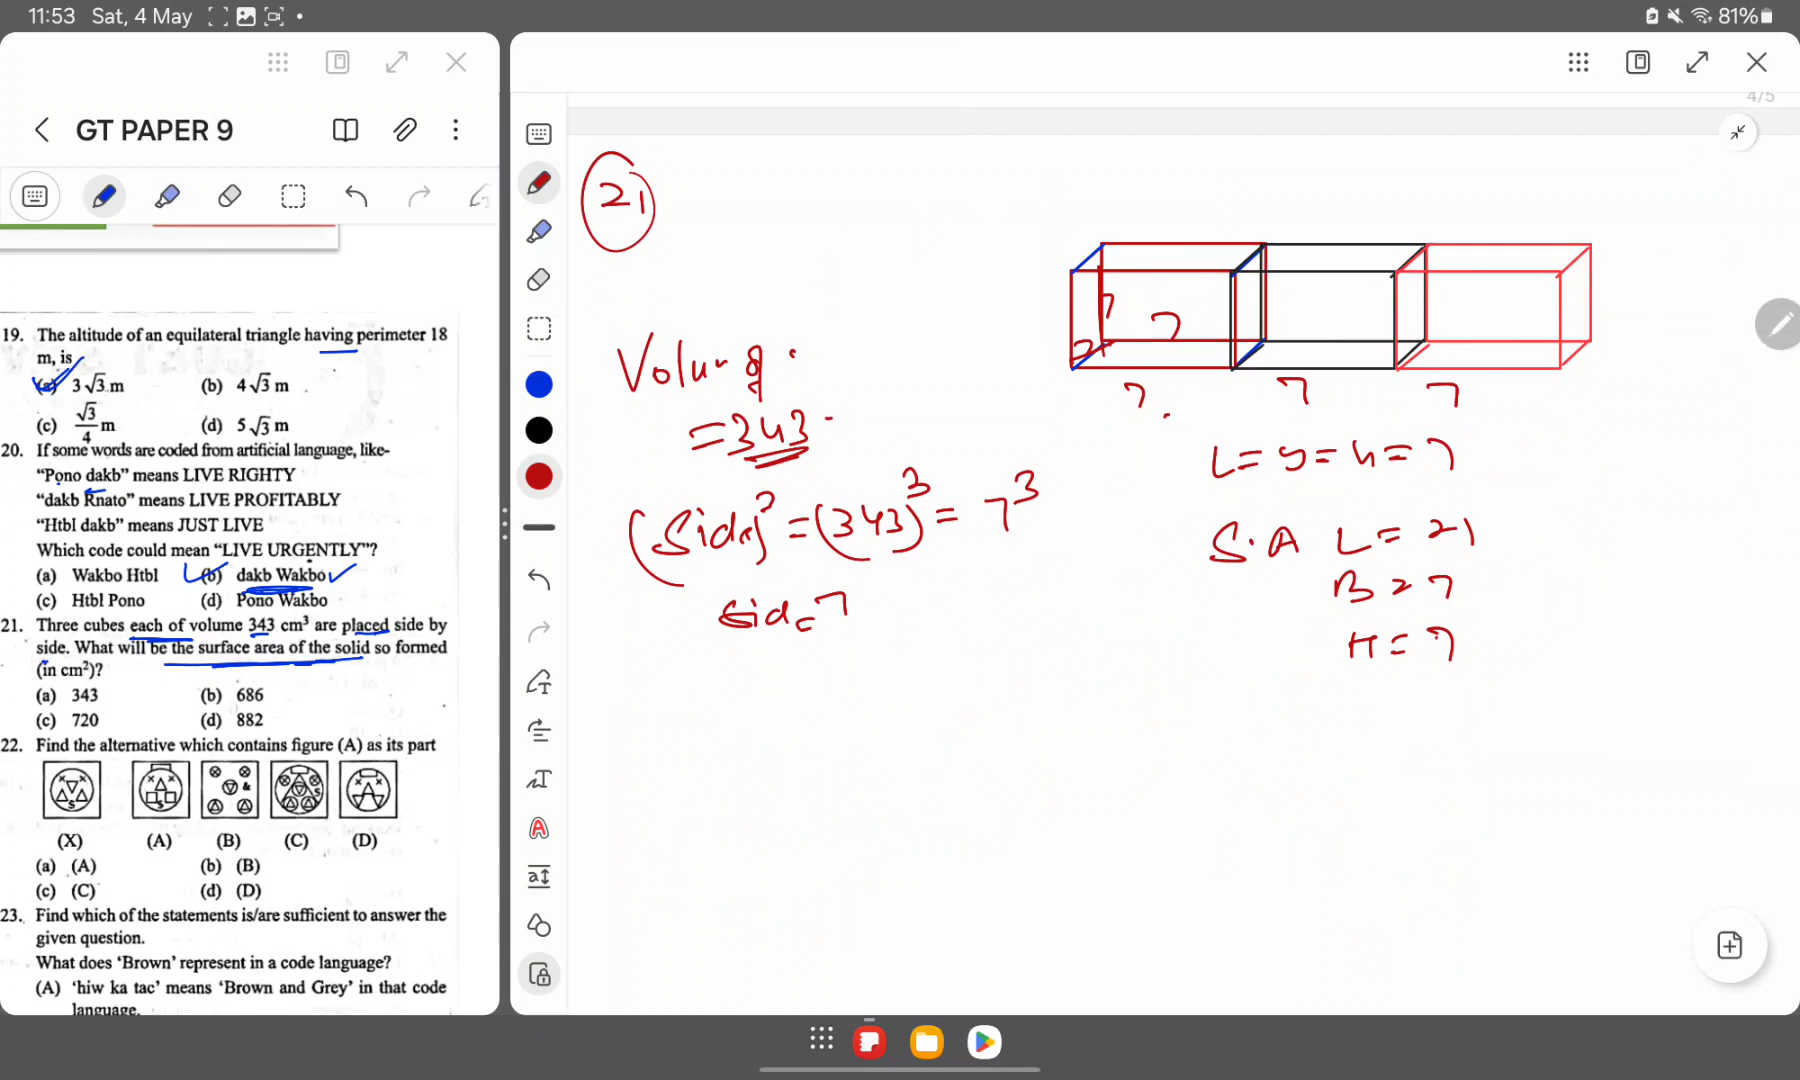 11:53 Sat, 4 May
81%
GT PAPER 9
19. The altitude of an equilateral triangle having perimeter 18
m, is
(a) 3√3 m (b) 4√3 m
(c) √3/4 m (d) 5√3 m
20. If some words are coded from artificial language, like-
“Pono dakb” means LIVE RIGHTY
“dakb Rnato” means LIVE PROFITABLY
“Htbl dakb” means JUST LIVE
Which code could mean “LIVE URGENTLY”?
(a) Wakbo Htbl (b) dakb Wakbo
(c) Htbl Pono (d) Pono Wakbo
21. Three cubes each of volume 343 cm³ are placed side by
side. What will be the surface area of the solid so formed
(in cm²)?
(a) 343 (b) 686
(c) 720 (d) 882
22. Find the alternative which contains figure (A) as its part
(X) (A) (B) (C) (D)
(a) (A) (b) (B)
(c) (C) (d) (D)
23. Find which of the statements is/are sufficient to answer the
given question.
What does ‘Brown’ represent in a code language?
(A) ‘hiw ka tac’ means ‘Brown and Grey’ in that code
language.
4/5
21
7
7
7 7 7
= 343
= (343)³ = 7³
= 7
L = 
= 7
S.A L = 21
B = 7
H = 7